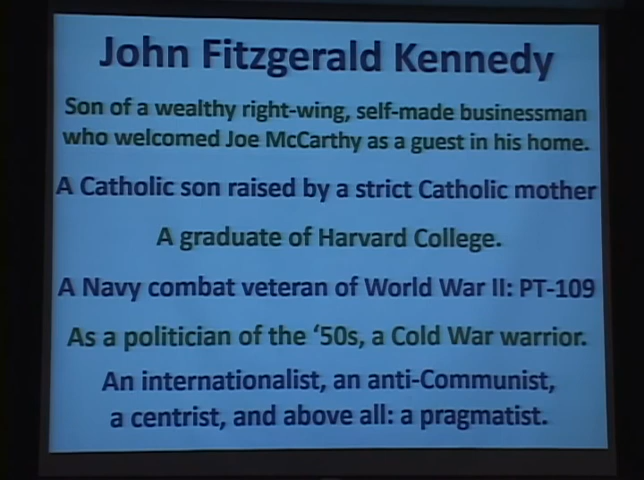 John Fitzgerald Kennedy
Son of a wealthy right-wing, self-made businessman
who welcomed Joe McCarthy as a guest in his home.
A Catholic son raised by a strict Catholic mother
A graduate of Harvard College.
A Navy combat veteran of World War II: PT-109
As a politician of the ‘50s, a Cold War warrior.
An internationalist, an anti-Communist,
a centrist, and above all: a pragmatist.